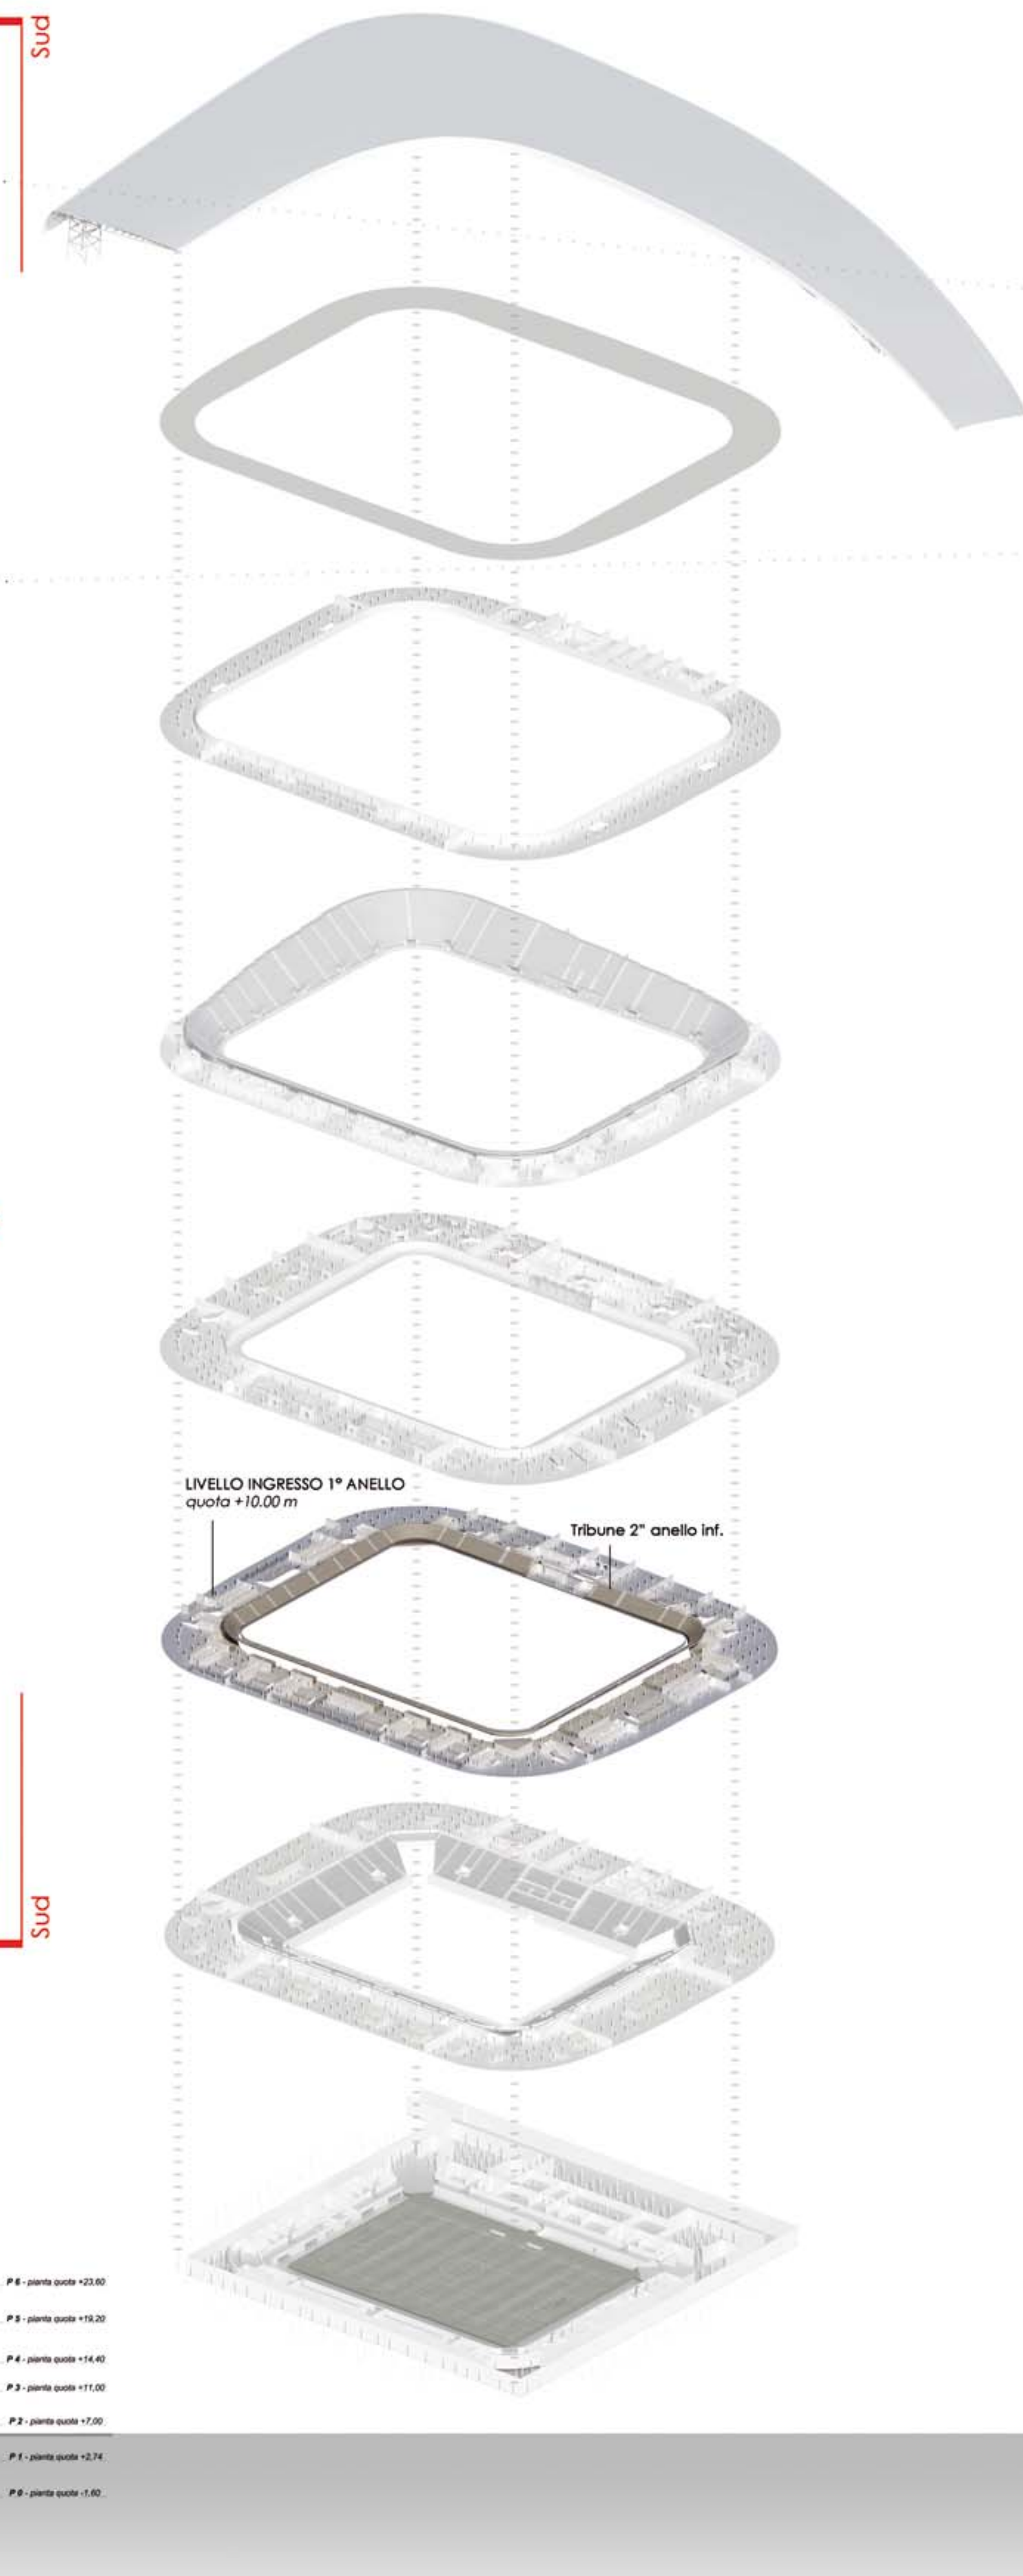 Sud
LIVELLO INGRESSO 1° ANELLO
quota +10.00 m
Tribune 2" anello inf.
Sud
P 6 - pianta quota +23,60
P 5 - pianta quota +19,20
P 4 - pianta quota +14,40
P 3 - pianta quota +11,00
P 2 - pianta quota +7,00
P 1 - pianta quota +2,74
P 0 - pianta quota -1,60